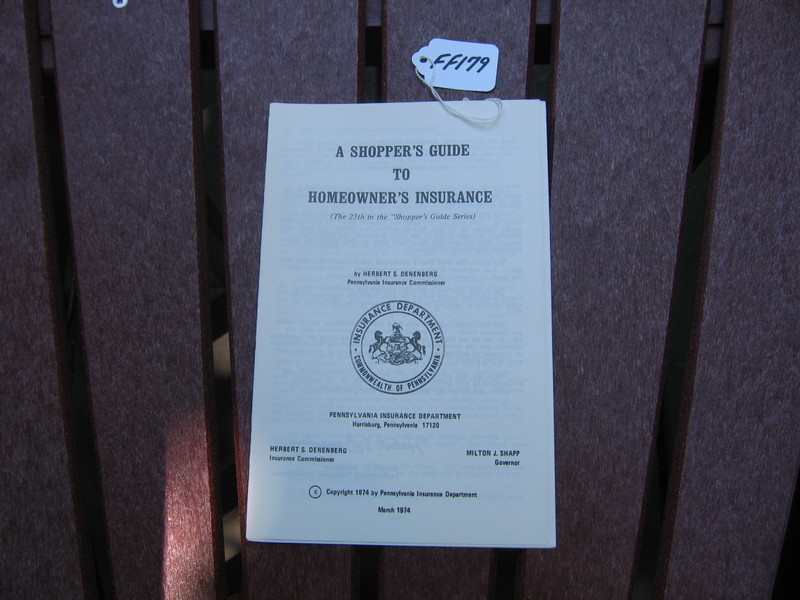 FF179
A SHOPPER'S GUIDE
TO
HOMEOWNER'S INSURANCE
(The 25th in the "Shopper's Guide Series)
by HERBERT S. DENENBERG
Pennsylvania Insurance Commissioner
INSURANCE DEPARTMENT
COMMONWEALTH OF PENNSYLVANIA
PENNSYLVANIA INSURANCE DEPARTMENT
Harrisburg, Pennsylvania 17120
HERBERT S. DENENBERG
Insurance Commissioner
MILTON J. SHAPP
Governor
© Copyright 1974 by Pennsylvania Insurance Department
March 1974